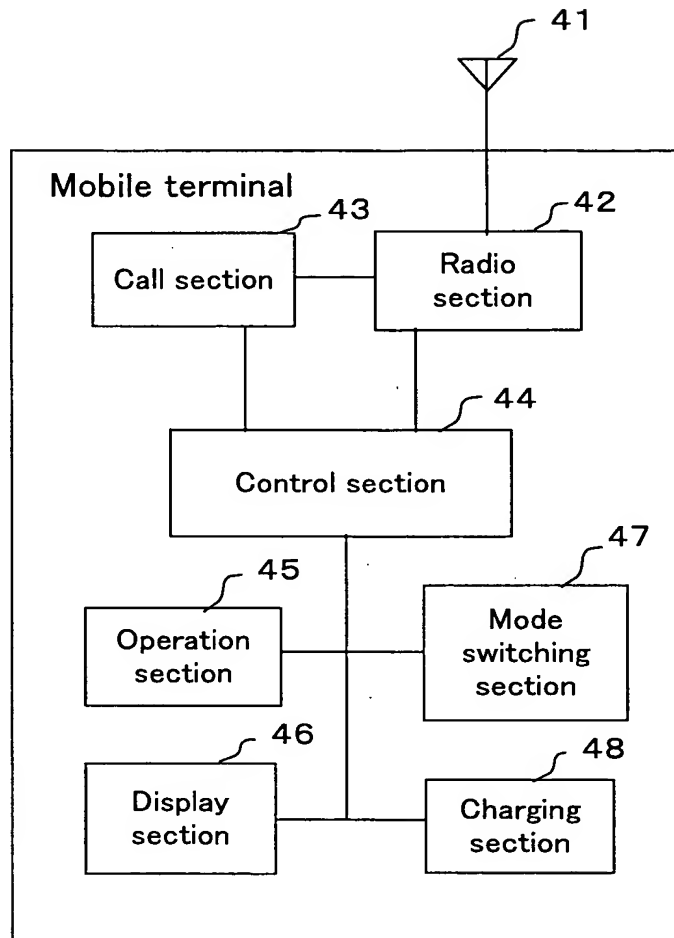 41
Mobile terminal
43
42
Call section
Radio
section
44
Control section
45
47
Operation
section
Mode
switching
section
46
48
Display
section
Charging
section